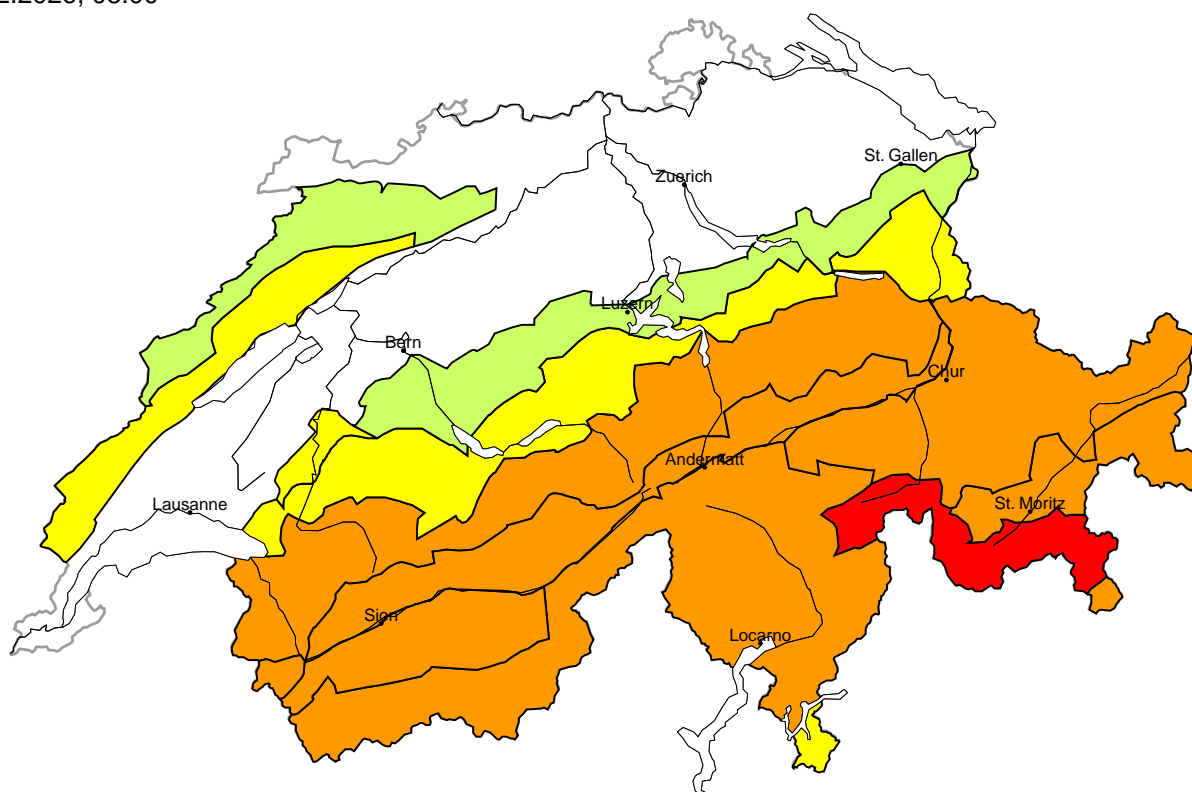 St. Gallen
Zuerich
Luzern
Bern
Chur
Andermatt
Lausanne
St. Moritz
Sion
Locarno